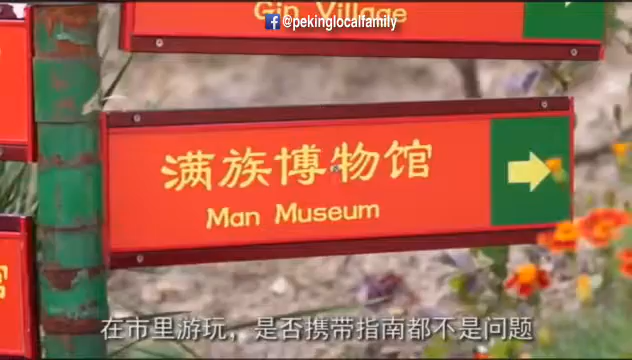 Gin Village
@pekinglocalfamily
满族博物馆
Man Museum
在市里游玩，是否携带指南都不是问题